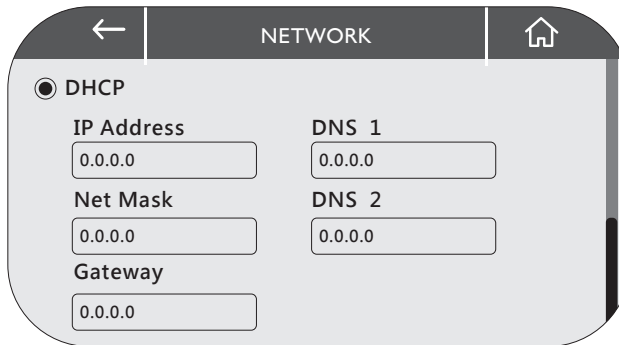 NETWORK
DHCP
IP Address
0.0.0.0
DNS 1
0.0.0.0
Net Mask
0.0.0.0
DNS 2
0.0.0.0
Gateway
0.0.0.0